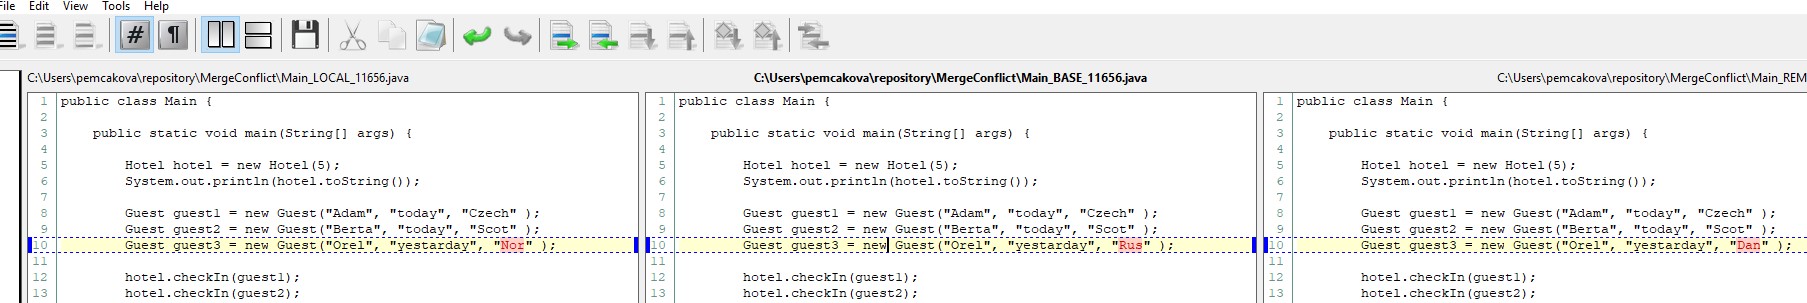 File Edit View Tools Help
C:\Users\pemcakova\repository\MergeConflict\Main_LOCAL_11656.java
1 public class Main {
2
3 public static void main(String[] args) {
4
5 Hotel hotel = new Hotel(5);
6 System.out.println(hotel.toString());
7
8 Guest guest1 = new Guest("Adam", "today", "Czech" );
9 Guest guest2 = new Guest("Berta", "today", "Scot" );
10 Guest guest3 = new Guest("Orel", "yestarday", "Nor" );
11
12 hotel.checkIn(guest1);
13 hotel.checkIn(guest2);
C:\Users\pemcakova\repository\MergeConflict\Main_BASE_11656.java
1 public class Main {
2
3 public static void main(String[] args) {
4
5 Hotel hotel = new Hotel(5);
6 System.out.println(hotel.toString());
7
8 Guest guest1 = new Guest("Adam", "today", "Czech" );
9 Guest guest2 = new Guest("Berta", "today", "Scot" );
10 Guest guest3 = new Guest("Orel", "yestarday", "Rus" );
11
12 hotel.checkIn(guest1);
13 hotel.checkIn(guest2);
C:\Users\pemcakova\repository\MergeConflict\Main_REM
1 public class Main {
2
3 public static void main(String[] args) {
4
5 Hotel hotel = new Hotel(5);
6 System.out.println(hotel.toString());
7
8 Guest guest1 = new Guest("Adam", "today", "Czech" );
9 Guest guest2 = new Guest("Berta", "today", "Scot" );
10 Guest guest3 = new Guest("Orel", "yestarday", "Dan" );
11
12 hotel.checkIn(guest1);
13 hotel.checkIn(guest2);